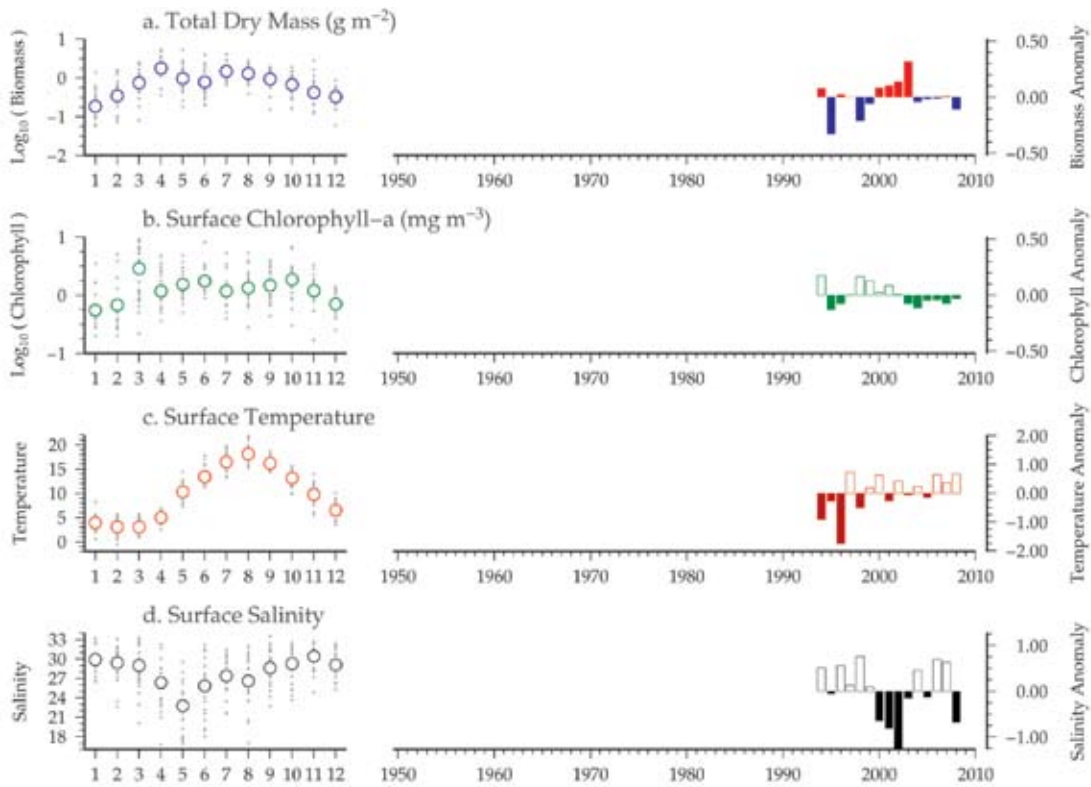 a. Total Dry Mass (g m⁻²)
Log₁₀ ( Biomass )
1
0
−1
−2
1 2 3 4 5 6 7 8 9 10 11 12
1950 1960 1970 1980 1990 2000 2010
0.50
0.00
−0.50
Biomass Anomaly
b. Surface Chlorophyll−a (mg m⁻³)
Log₁₀ ( Chlorophyll )
1
0
−1
1 2 3 4 5 6 7 8 9 10 11 12
1950 1960 1970 1980 1990 2000 2010
0.50
0.00
−0.50
Chlorophyll Anomaly
c. Surface Temperature
Temperature
20
15
10
5
0
1 2 3 4 5 6 7 8 9 10 11 12
1950 1960 1970 1980 1990 2000 2010
2.00
1.00
0.00
−1.00
−2.00
Temperature Anomaly
d. Surface Salinity
Salinity
33
30
27
24
21
18
1 2 3 4 5 6 7 8 9 10 11 12
1950 1960 1970 1980 1990 2000 2010
1.00
0.00
−1.00
Salinity Anomaly